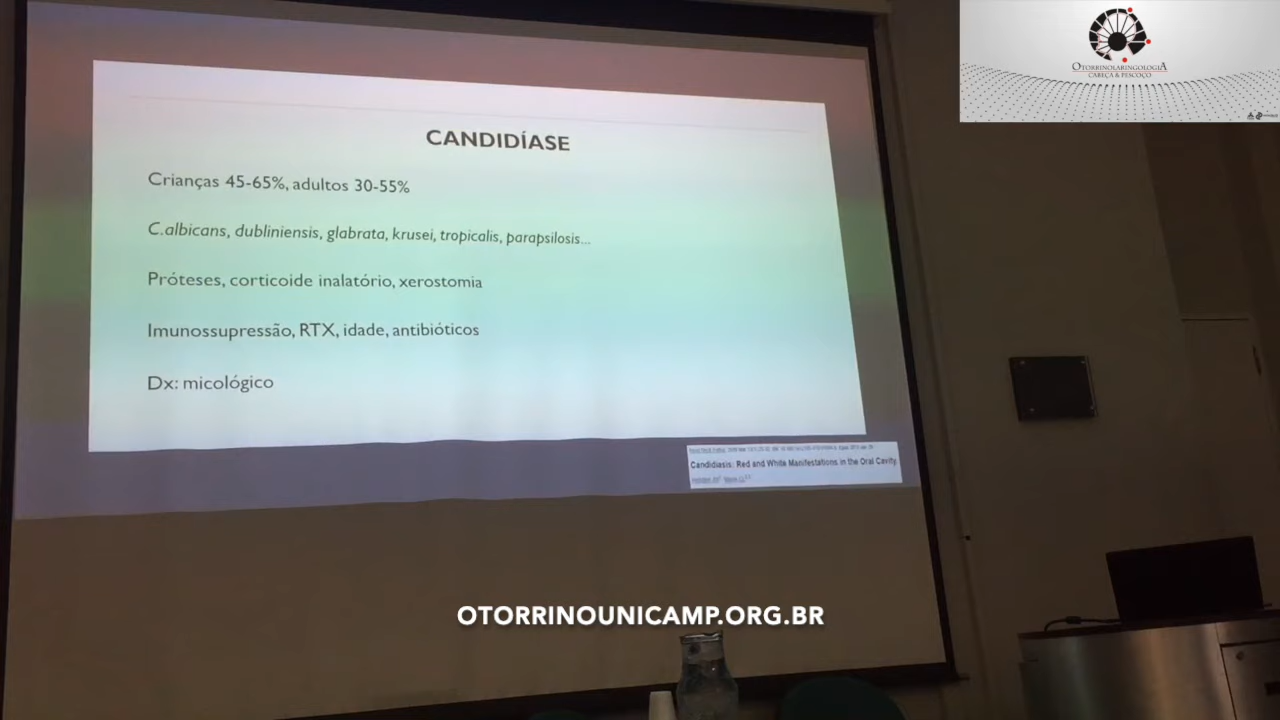 OTORRINOLARINGOLOGIA
CABEÇA & PESCOÇO
CANDIDÍASE
Crianças 45-65%, adultos 30-55%
C.albicans, dubliniensis, glabrata, krusei, tropicalis, parapsilosis...
Próteses, corticoide inalatório, xerostomia
Imunossupressão, RTX, idade, antibióticos
Dx: micológico
Candidiasis: Red and White Manifestations in the Oral Cavity.
OTORRINOUNICAMP.ORG.BR